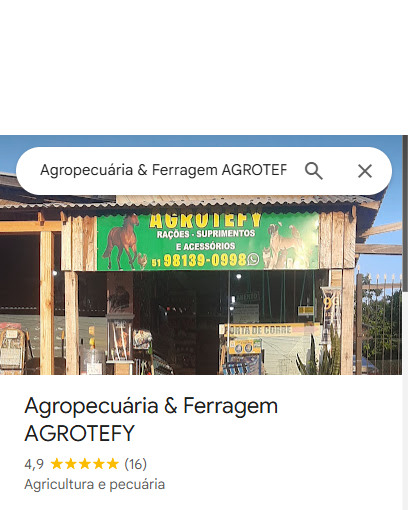 Agropecuária & Ferragem AGROTEF
AGROTEFY
RAÇÕES - SUPRIMENTOS
E ACESSÓRIOS
51 98139-0998
PORTA DE CORRE
Agropecuária & Ferragem
AGROTEFY
4,9 (16)
Agricultura e pecuária